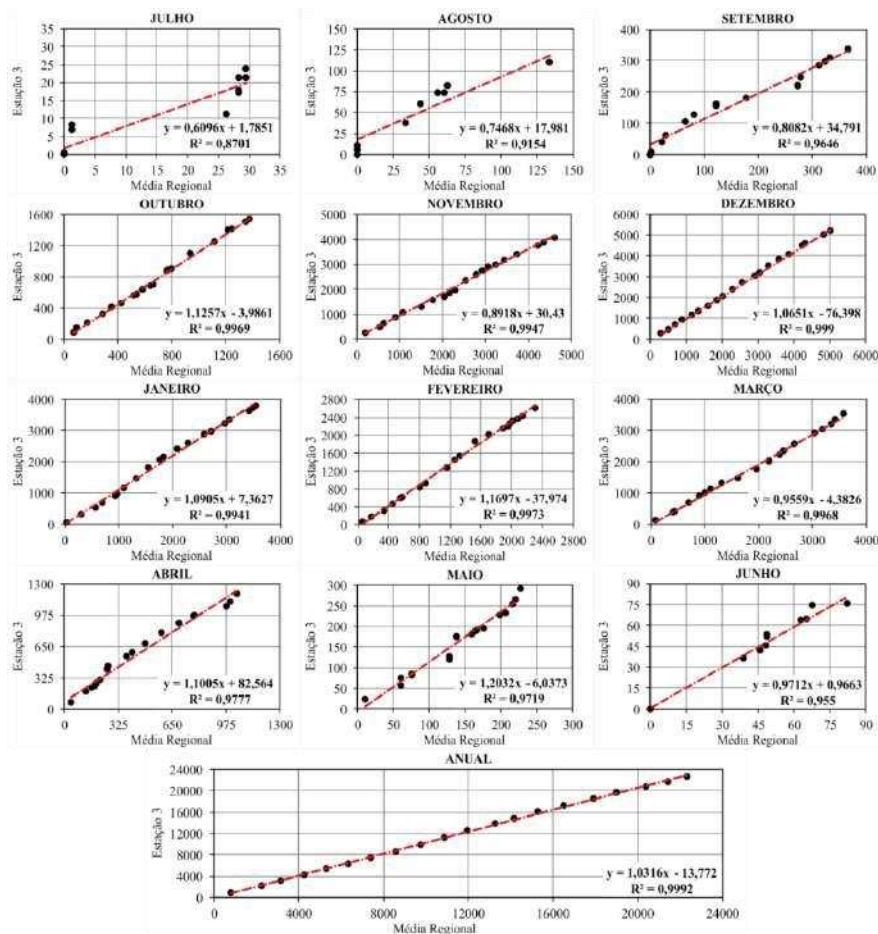 JULHO
Estação 3
35
30
25
20
15
10
5
0
y = 0,6096x + 1,7851
R² = 0,8701
0 5 10 15 20 25 30 35
Média Regional
AGOSTO
Estação 3
150
125
100
75
50
25
0
y = 0,7468x + 17,981
R² = 0,9154
0 25 50 75 100 125 150
Média Regional
SETEMBRO
Estação 3
400
300
200
100
0
y = 0,8082x + 34,791
R² = 0,9646
0 100 200 300 400
Média Regional
OUTUBRO
Estação 3
1600
1200
800
400
0
y = 1,1257x - 3,9861
R² = 0,9969
0 400 800 1200 1600
Média Regional
NOVEMBRO
Estação 3
5000
4000
3000
2000
1000
0
y = 0,8918x + 30,43
R² = 0,9947
0 1000 2000 3000 4000 5000
Média Regional
DEZEMBRO
Estação 3
6000
5000
4000
3000
2000
1000
0
y = 1,0651x - 76,398
R² = 0,999
0 1000 2000 3000 4000 5000 6000
Média Regional
JANEIRO
Estação 3
4000
3000
2000
1000
0
y = 1,0905x + 7,3627
R² = 0,9941
0 1000 2000 3000 4000
Média Regional
FEVEREIRO
Estação 3
2800
2400
2000
1600
1200
800
400
0
y = 1,1697x - 37,974
R² = 0,9973
0 400 800 1200 1600 2000 2400 2800
Média Regional
MARÇO
Estação 3
4000
3000
2000
1000
0
y = 0,9559x - 4,3826
R² = 0,9968
0 1000 2000 3000 4000
Média Regional
ABRIL
Estação 3
1300
975
650
325
0
y = 1,1005x + 82,564
R² = 0,9777
0 325 650 975 1300
Média Regional
MAIO
Estação 3
300
250
200
150
100
50
0
y = 1,2032x - 6,0373
R² = 0,9719
0 50 100 150 200 250 300
Média Regional
JUNHO
Estação 3
90
75
60
45
30
15
0
y = 0,9712x + 0,9663
R² = 0,955
0 15 30 45 60 75 90
Média Regional
ANUAL
Estação 3
24000
20000
16000
12000
8000
4000
0
y = 1,0316x - 13,772
R² = 0,9992
0 4000 8000 12000 16000 20000 24000
Média Regional